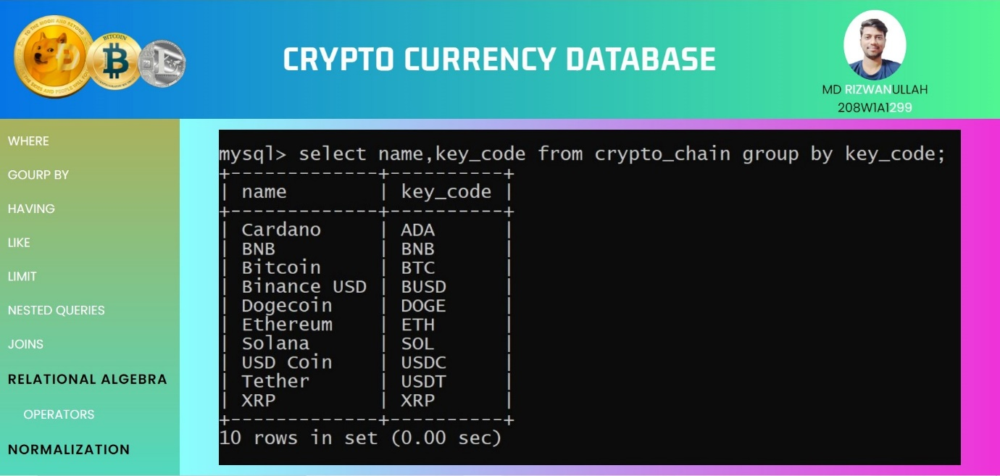 TO THE MOON AND BEYOND
BITCOIN
CRYPTO CURRENCY DATABASE
MD RIZWANULLAH
208W1A1299
WHERE
GOURP BY
HAVING
LIKE
LIMIT
NESTED QUERIES
JOINS
RELATIONAL ALGEBRA
OPERATORS
NORMALIZATION
mysql> select name,key_code from crypto_chain group by key_code;
+-------------+----------+
| name | key_code |
+-------------+----------+
| Cardano | ADA |
| BNB | BNB |
| Bitcoin | BTC |
| Binance USD | BUSD |
| Dogecoin | DOGE |
| Ethereum | ETH |
| Solana | SOL |
| USD Coin | USDC |
| Tether | USDT |
| XRP | XRP |
+-------------+----------+
10 rows in set (0.00 sec)